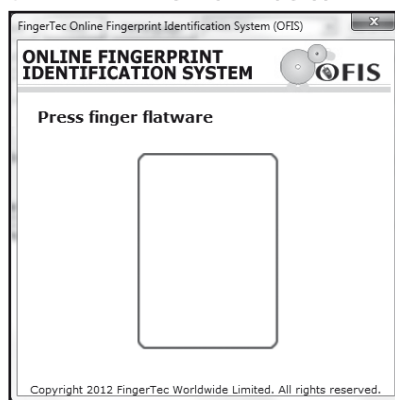 FingerTec Online Fingerprint Identification System (OFIS)
x
ONLINE FINGERPRINT
IDENTIFICATION SYSTEM
OFIS
Press finger flatware
Copyright 2012 FingerTec Worldwide Limited. All rights reserved.